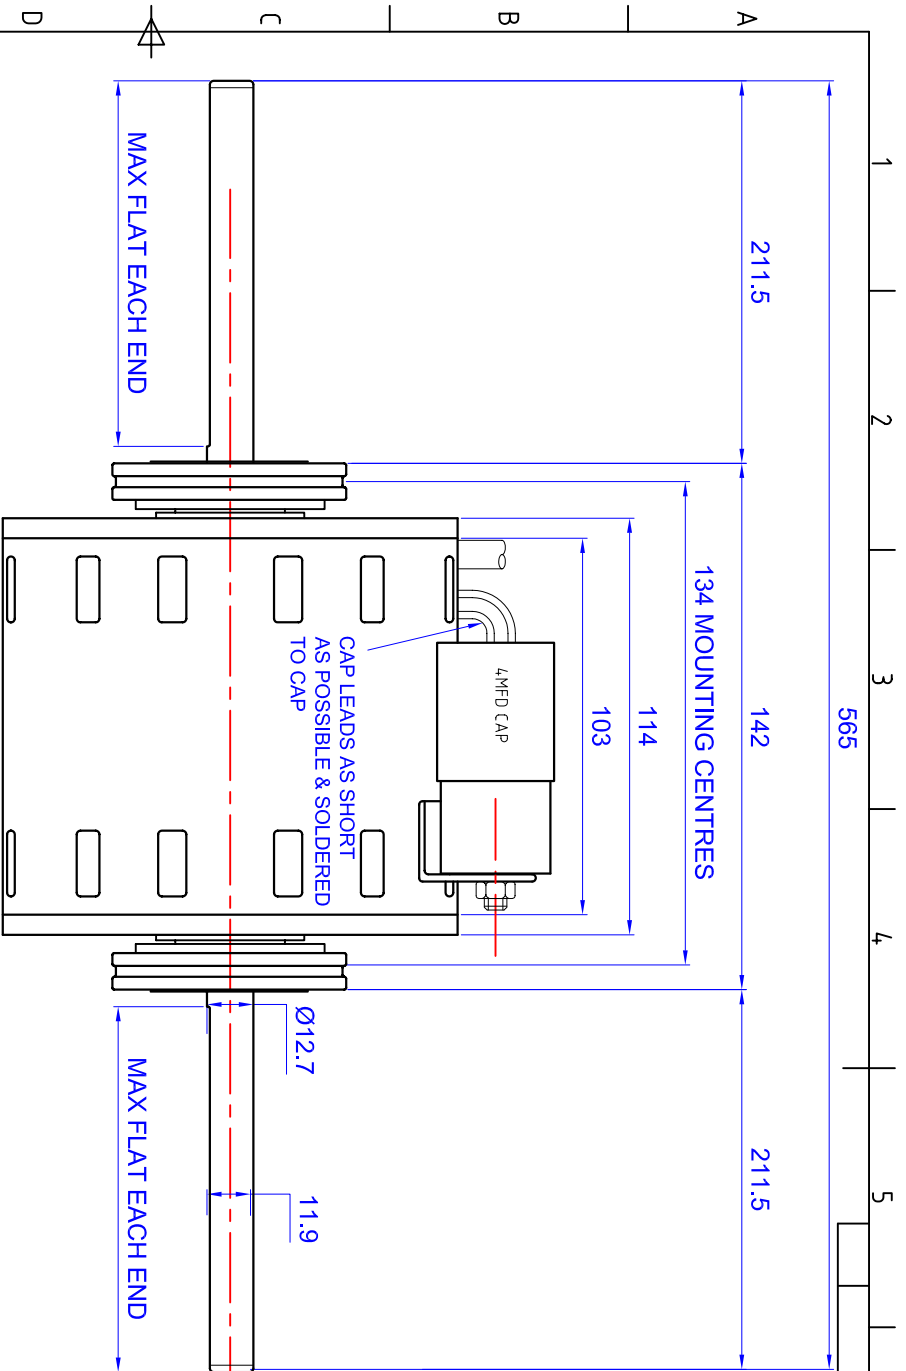 1
2
3
4
5
A
B
C
D
565
211.5
142
211.5
134 MOUNTING CENTRES
114
103
4MFD CAP
CAP LEADS AS SHORT
AS POSSIBLE & SOLDERED
TO CAP
Ø12.7
11.9
MAX FLAT EACH END
MAX FLAT EACH END